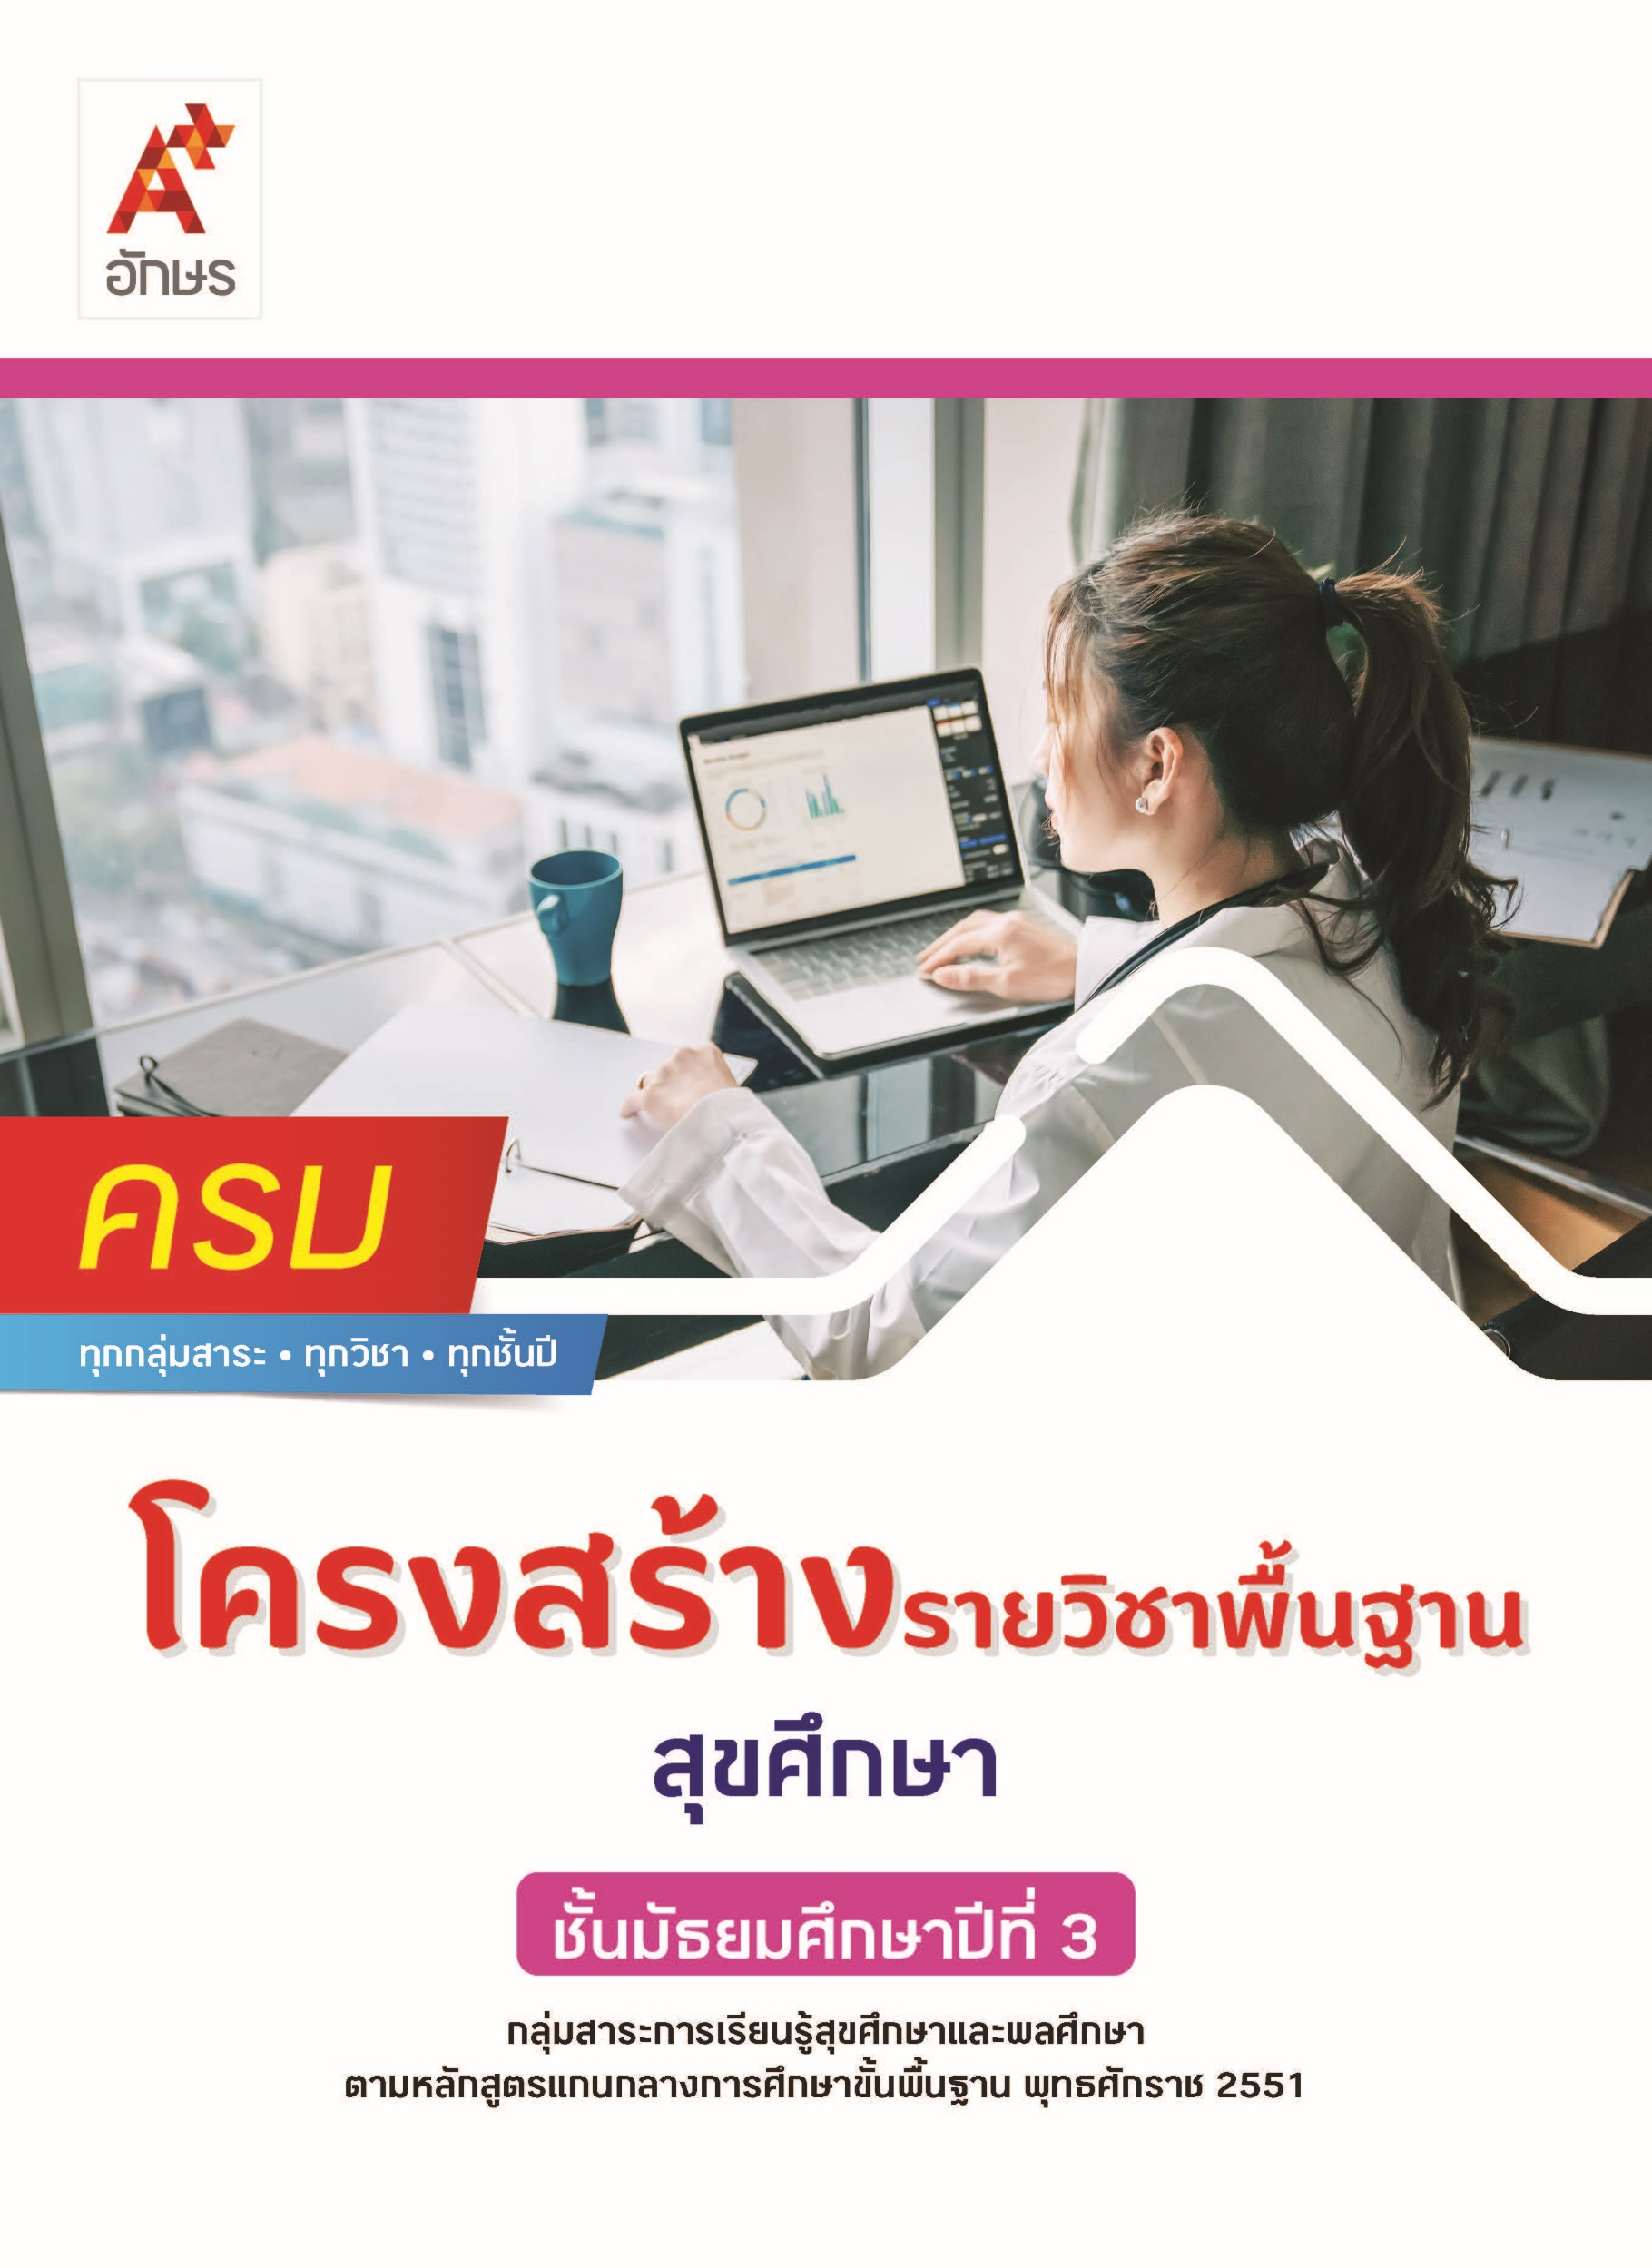 อักษร
ครบ
ทุกกลุ่มสาระ • ทุกวิชา • ทุกชั้นปี
โครงสร้างรายวิชาพื้นฐาน
สุขศึกษา
ชั้นมัธยมศึกษาปีที่ 3
กลุ่มสาระการเรียนรู้สุขศึกษาและพลศึกษา
ตามหลักสูตรแกนกลางการศึกษาขั้นพื้นฐาน พุทธศักราช 2551